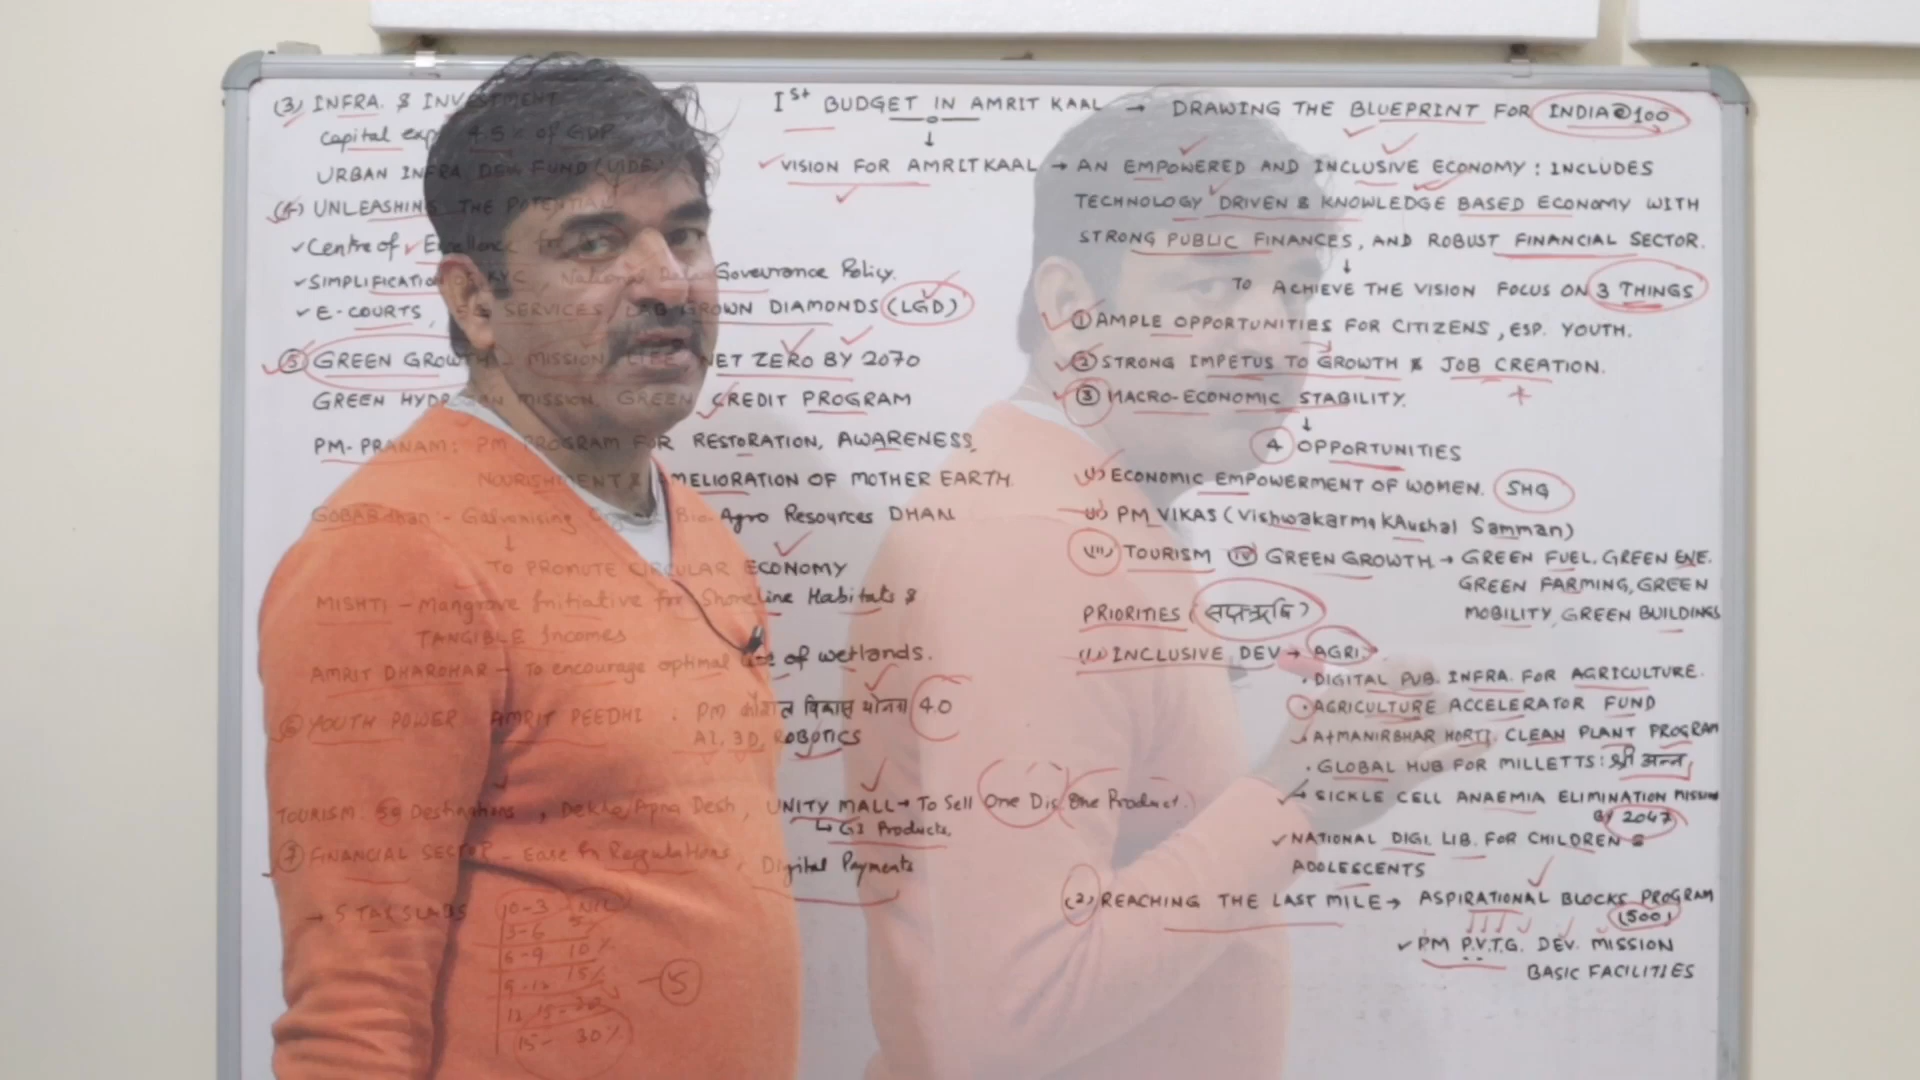 (3) INFRA. & INVESTMENT
Capital exp 4.5% of GDP
URBAN INFRA DEV. FUND (UIDF)
(4) UNLEASHING THE POTENTIAL
✓Centre of Excellence for
✓SIMPLIFICATION OF KYC, National Data Goverrance Policy.
✓ E-COURTS, 5G SERVICES, LAB GROWN DIAMONDS (LGD)
(5) GREEN GROWTH - MISSION LIFE NET ZERO BY 2070
GREEN HYDROGEN MISSION, GREEN CREDIT PROGRAM
PM-PRANAM: PM PROGRAM FOR RESTORATION, AWARENESS,
NOURISHMENT & AMELIORATION OF MOTHER EARTH
GOBARdhan:- Galvanising Organic Bio-Agro Resources DHAN
↓
TO PROMOTE CIRCULAR ECONOMY
MISHTI - Mangrove Initiative for Shoreline Habitats &
TANGIBLE Incomes
AMRIT DHAROHAR - To encourage optimal use of wetlands.
(6) YOUTH POWER AMRIT PEEDHI : PM कौशल विकास योजना 4.0
AI, 3D, ROBOTICS
TOURISM: 50 Destinations, Dekho Apna Desh, UNITY MALL → To Sell (One Dis. One Product.)
↳ GI Products.
(7) FINANCIAL SECTOR - Ease in Regulations, Digital Payments
→ 5 TAX SLABS
0-3 NIL
3-6 5%
6-9 10%
9-12 15%
12-15-20
15- 30%
-(5)
Ist BUDGET IN AMRIT KAAL → DRAWING THE BLUEPRINT FOR INDIA@100
↓
VISION FOR AMRIT KAAL → AN EMPOWERED AND INCLUSIVE ECONOMY: INCLUDES
TECHNOLOGY DRIVEN & KNOWLEDGE BASED ECONOMY WITH
STRONG PUBLIC FINANCES, AND ROBUST FINANCIAL SECTOR.
↓
TO ACHIEVE THE VISION FOCUS ON 3 THINGS
① AMPLE OPPORTUNITIES FOR CITIZENS, ESP. YOUTH.
② STRONG IMPETUS TO GROWTH & JOB CREATION.
③ MACRO-ECONOMIC STABILITY.
↓
4 OPPORTUNITIES
(i) ECONOMIC EMPOWERMENT OF WOMEN. (SHG)
(ii) PM VIKAS (Vishwakarma KAushal Samman)
(iii) TOURISM (iv) GREEN GROWTH → GREEN FUEL, GREEN ENE.
GREEN FARMING, GREEN
MOBILITY, GREEN BUILDINGS
PRIORITIES (सप्तऋषि)
(1) INCLUSIVE DEV → AGRI
• DIGITAL PUB. INFRA. FOR AGRICULTURE.
• AGRICULTURE ACCELERATOR FUND
• AtMANIRBHAR HORTI. CLEAN PLANT PROGRAM
• GLOBAL HUB FOR MILLETTS: श्री अन्न
→ SICKLE CELL ANAEMIA ELIMINATION MISSION
BY 2047
✓NATIONAL DIGI. LIB. FOR CHILDREN &
ADOLESCENTS
(2) REACHING THE LAST MILE → ASPIRATIONAL BLOCKS PROGRAM
(500)
✓PM P.V.T.G. DEV. MISSION
BASIC FACILITIES